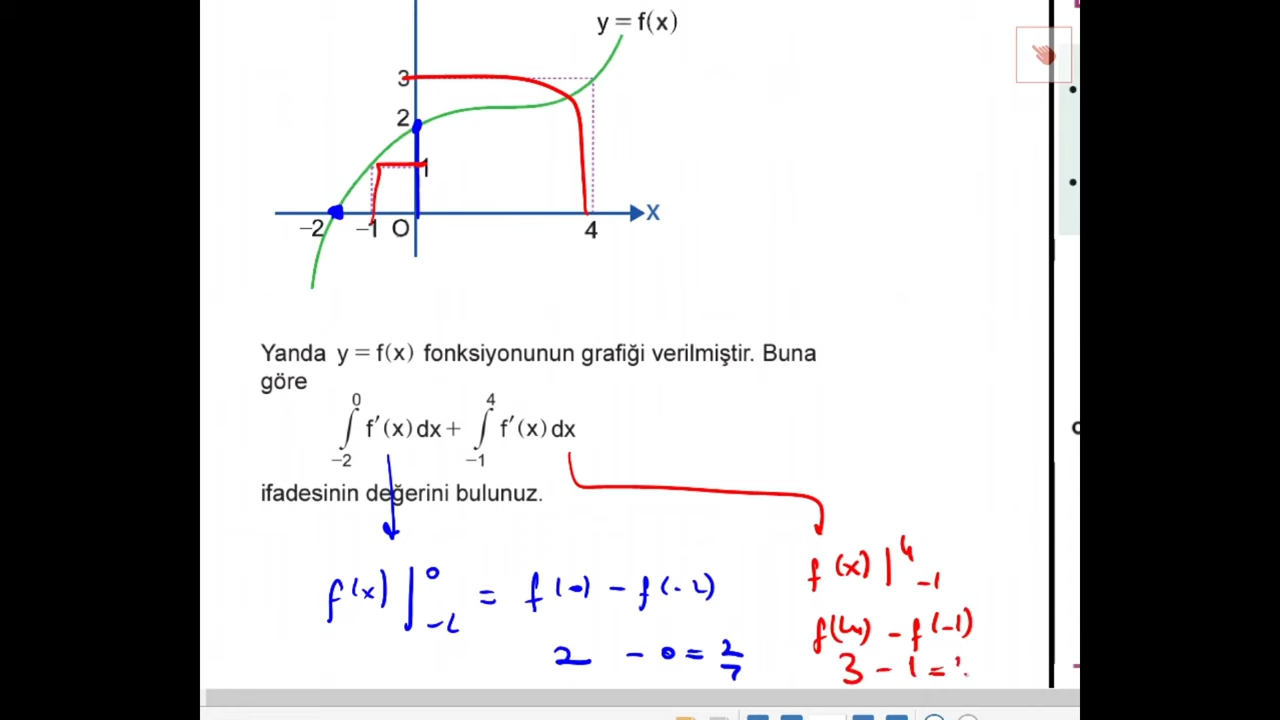 y = f(x)
3
2
1
x
−2 −1 O 4
Yanda y = f(x) fonksiyonunun grafiği verilmiştir. Buna
göre
0 4
∫ f′(x) dx + ∫ f′(x) dx
−2 −1
ifadesinin değerini bulunuz.
f(x) |⁰₋₂ = f(0) − f(−2)
2 − 0 = 2
f(x) |⁴₋₁
f(4) − f(−1)
3 − 1 =